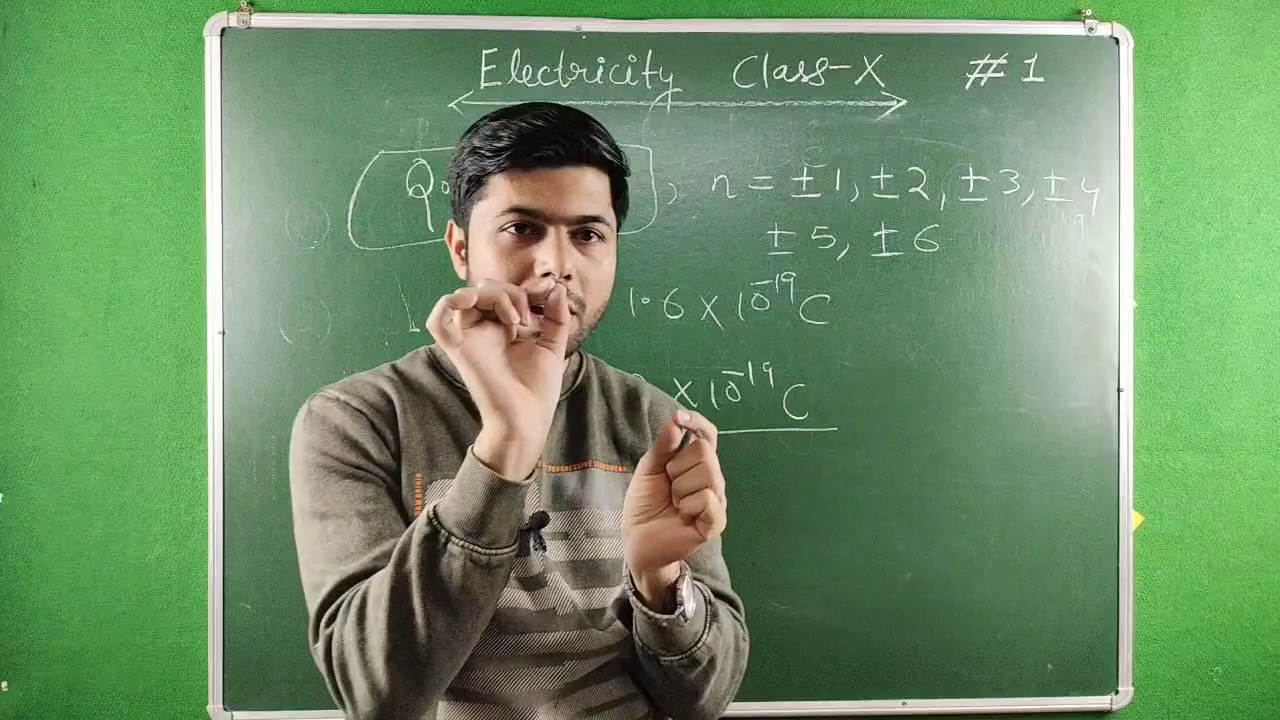 Electricity Class-X #1
Q , n = ±1, ±2, ±3, ±4
±5, ±6
1.6 × 10⁻¹⁹ C
× 10⁻¹⁹ C